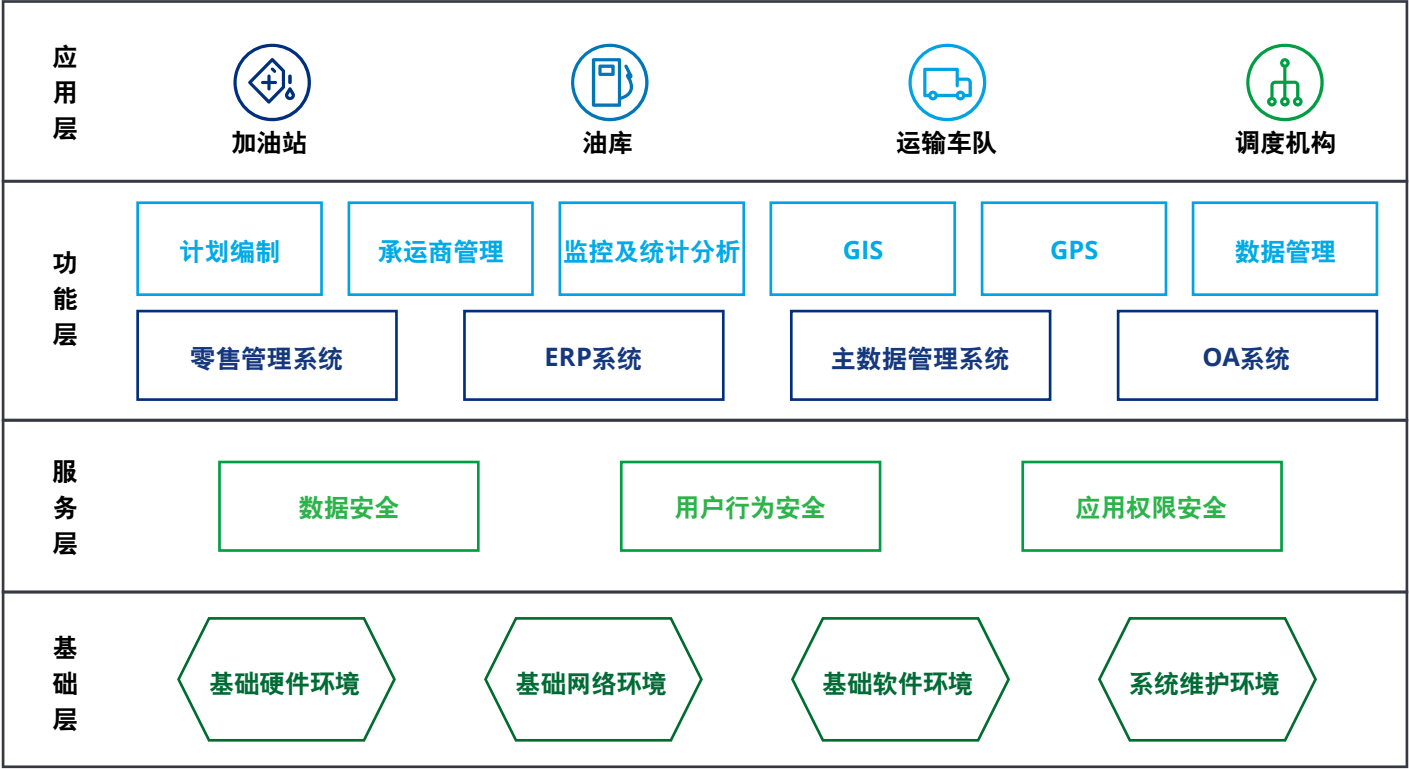 应用层
加油站
油库
运输车队
调度机构
功能层
计划编制
承运商管理
监控及统计分析
GIS
GPS
数据管理
零售管理系统
ERP系统
主数据管理系统
OA系统
服务层
数据安全
用户行为安全
应用权限安全
基础层
基础硬件环境
基础网络环境
基础软件环境
系统维护环境